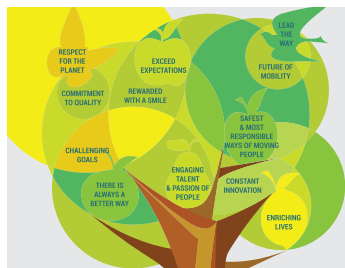 LEAD
THE
WAY
RESPECT
FOR THE
PLANET
EXCEED
EXPECTATIONS
FUTURE OF
MOBILITY
COMMITMENT
TO QUALITY
REWARDED
WITH A SMILE
SAFEST
& MOST
RESPONSIBLE
WAYS OF MOVING
PEOPLE
CHALLENGING
GOALS
ENGAGING
TALENT
& PASSION OF
PEOPLE
THERE IS
ALWAYS A
BETTER WAY
CONSTANT
INNOVATION
ENRICHING
LIVES